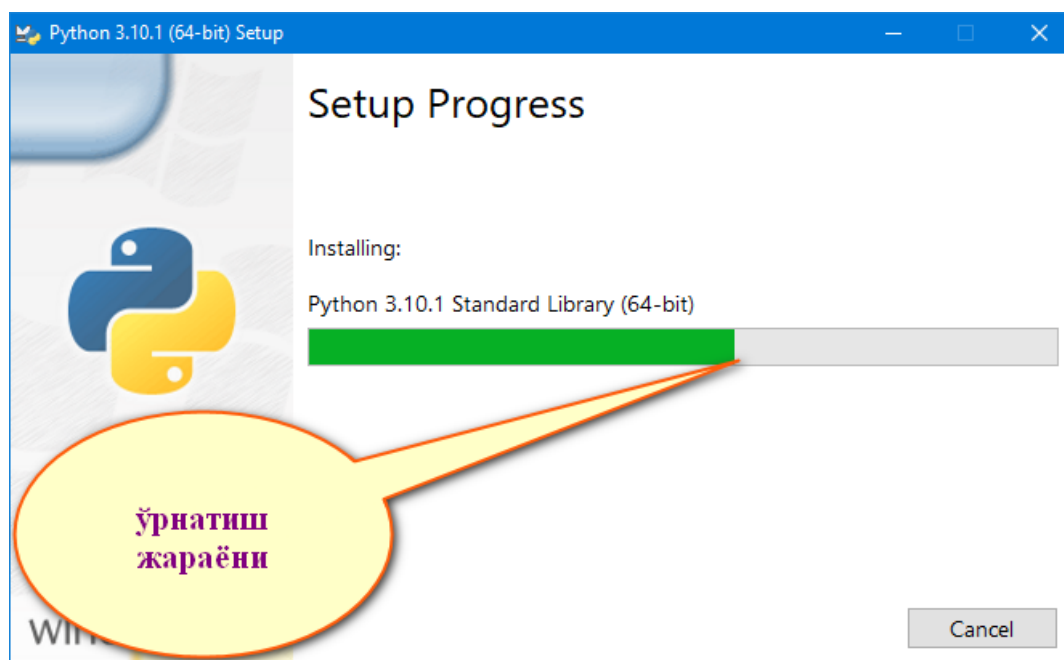 Python 3.10.1 (64-bit) Setup
Setup Progress
Installing:
Python 3.10.1 Standard Library (64-bit)
ўрнатиш
жараёни
Cancel